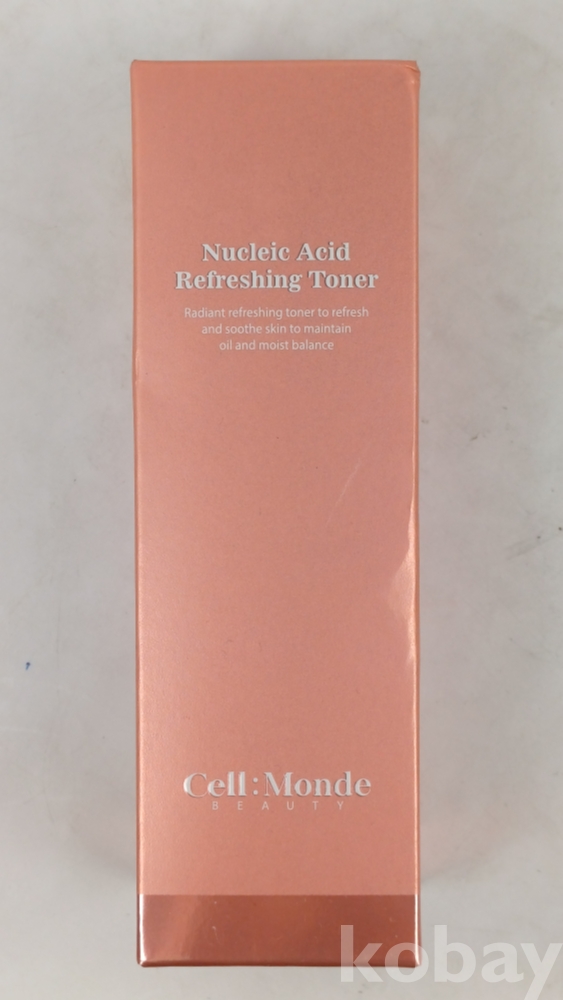 Nucleic Acid
Refreshing Toner
Radiant refreshing toner to refresh
and soothe skin to maintain
oil and moist balance
Cell:Monde
BEAUTY
kobay